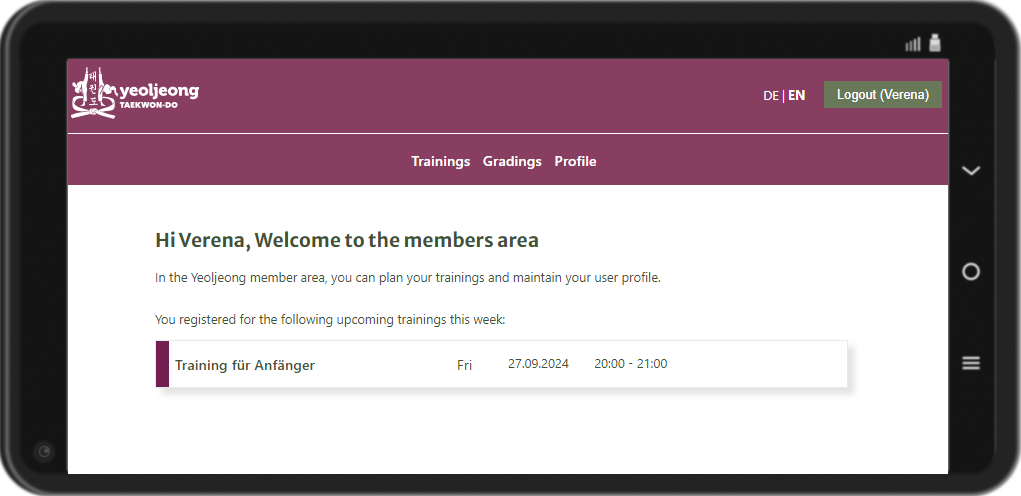 태
권
도
yeoljeong
TAEKWON-DO
DE | EN
Logout (Verena)
Trainings Gradings Profile
Hi Verena, Welcome to the members area
In the Yeoljeong member area, you can plan your trainings and maintain your user profile.
You registered for the following upcoming trainings this week:
Training für Anfänger Fri 27.09.2024 20:00 - 21:00